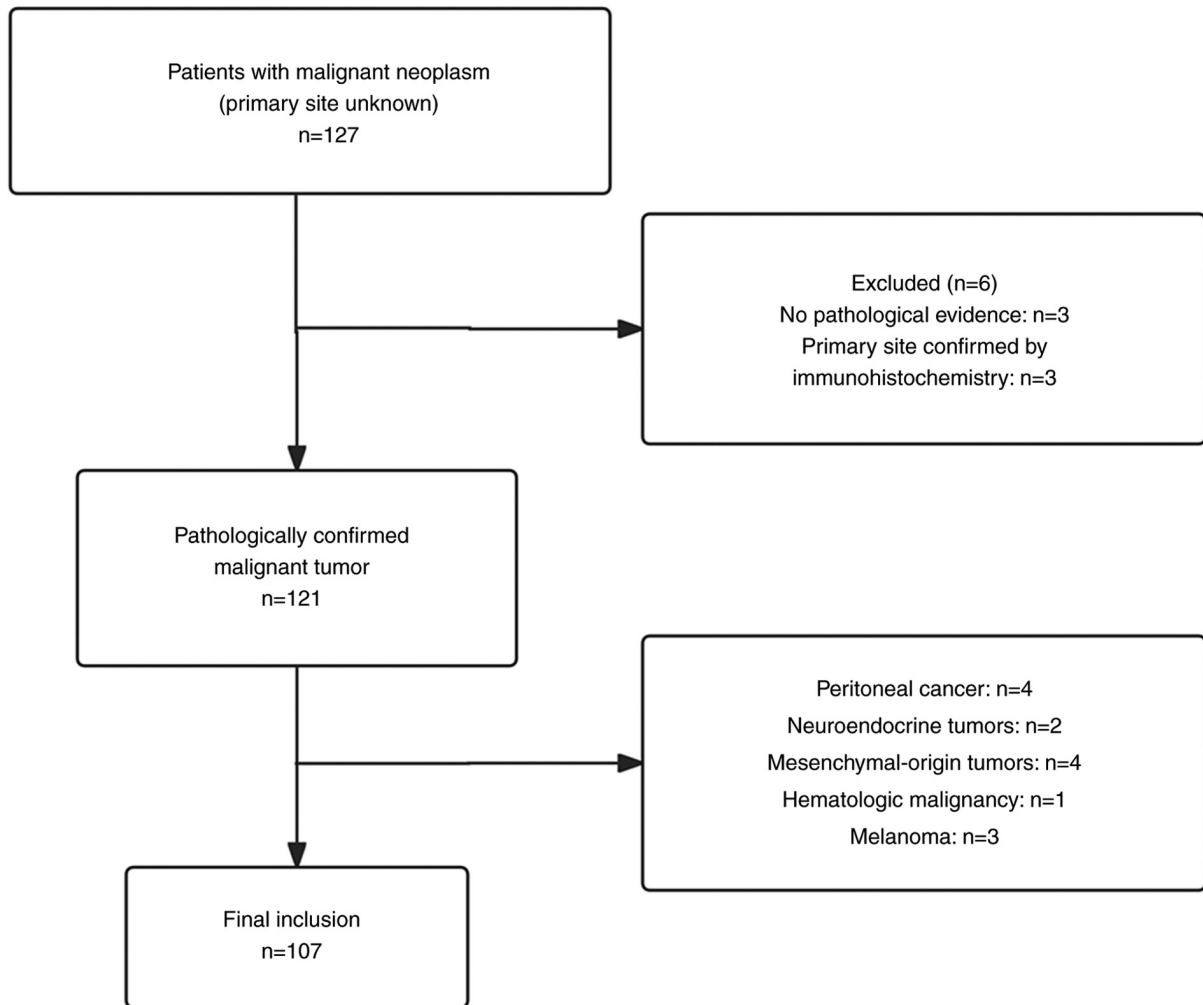 Patients with malignant neoplasm
(primary site unknown)
n=127
Excluded (n=6)
No pathological evidence: n=3
Primary site confirmed by
immunohistochemistry: n=3
Pathologically confirmed
malignant tumor
n=121
Peritoneal cancer: n=4
Neuroendocrine tumors: n=2
Mesenchymal-origin tumors: n=4
Hematologic malignancy: n=1
Melanoma: n=3
Final inclusion
n=107